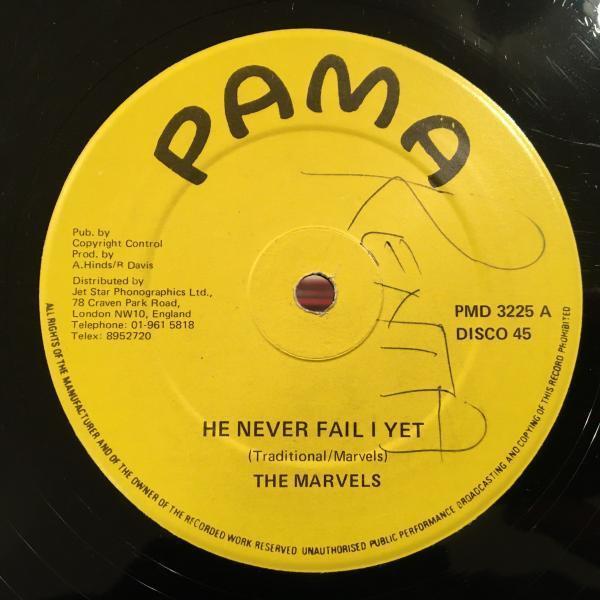 PAMA
Pub. by
Copyright Control
Prod. by
A.Hinds/R Davis
Distributed by
Jet Star Phonographics Ltd.,
78 Craven Park Road,
London NW10, England
Telephone: 01-961 5818
Telex: 8952720
PMD 3225 A
DISCO 45
HE NEVER FAIL I YET
(Traditional/Marvels)
THE MARVELS
ALL RIGHTS OF THE MANUFACTURER AND OF THE OWNER OF THE RECORDED WORK RESERVED UNAUTHORISED PUBLIC PERFORMANCE BROADCASTING AND COPYING OF THIS RECORD PROHIBITED